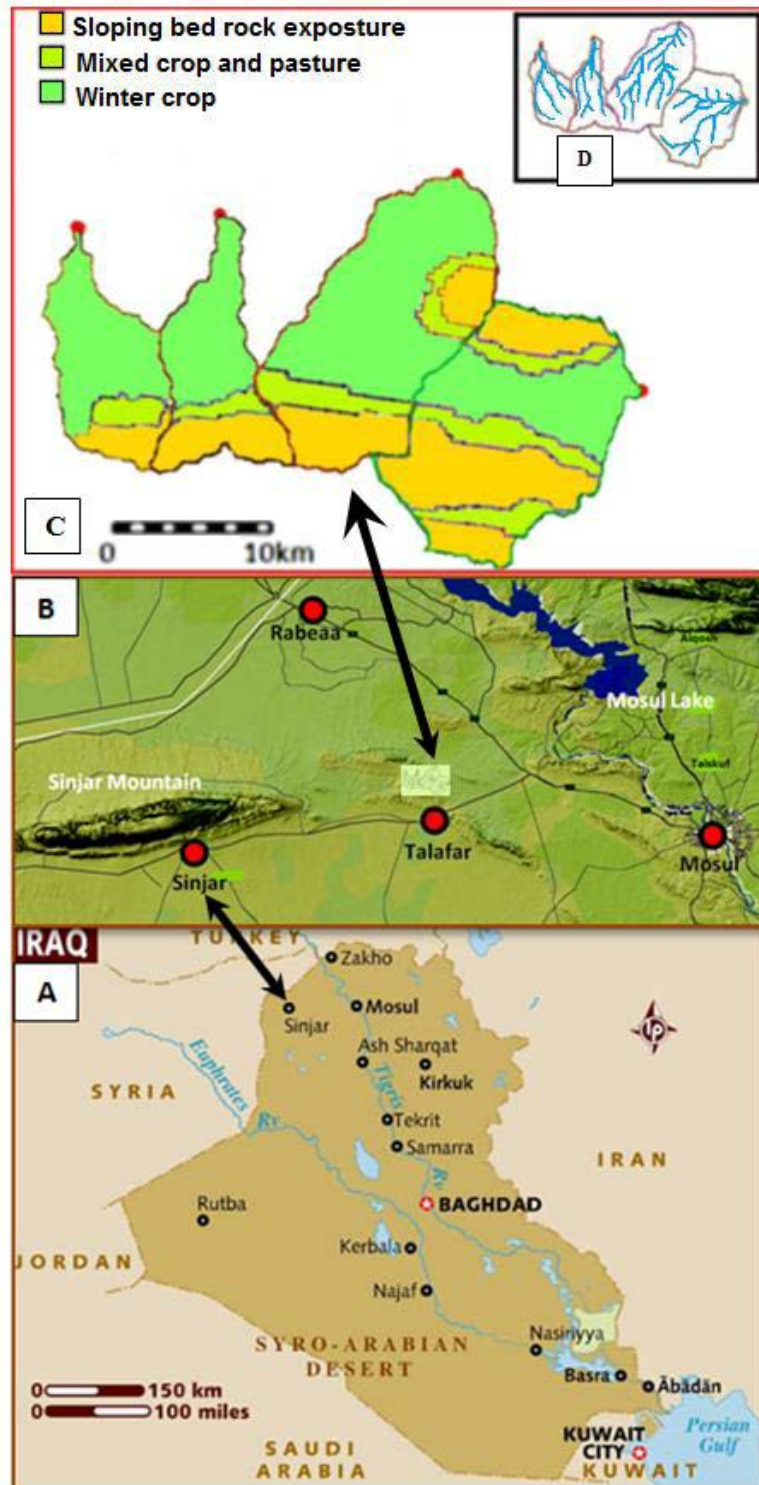 Sloping bed rock exposure
Mixed crop and pasture
Winter crop
D
C
0 10km
B
Rabeaa
Alqosh
Mosul Lake
Talskuf
Sinjar Mountain
Talafar
Mosul
Sinjar
IRAQ
TURKEY
A
Zakho
Sinjar
Mosul
Ash Sharqat
Kirkuk
Euphrates
Rv
Tigris
Rv
SYRIA
Tekrit
Samarra
IRAN
Rutba
BAGHDAD
JORDAN
Kerbala
Najaf
SYRO-ARABIAN
DESERT
Nasiriyya
Basra
Ābādān
0 150 km
0 100 miles
SAUDI
ARABIA
KUWAIT
CITY
KUWAIT
Persian
Gulf
lp